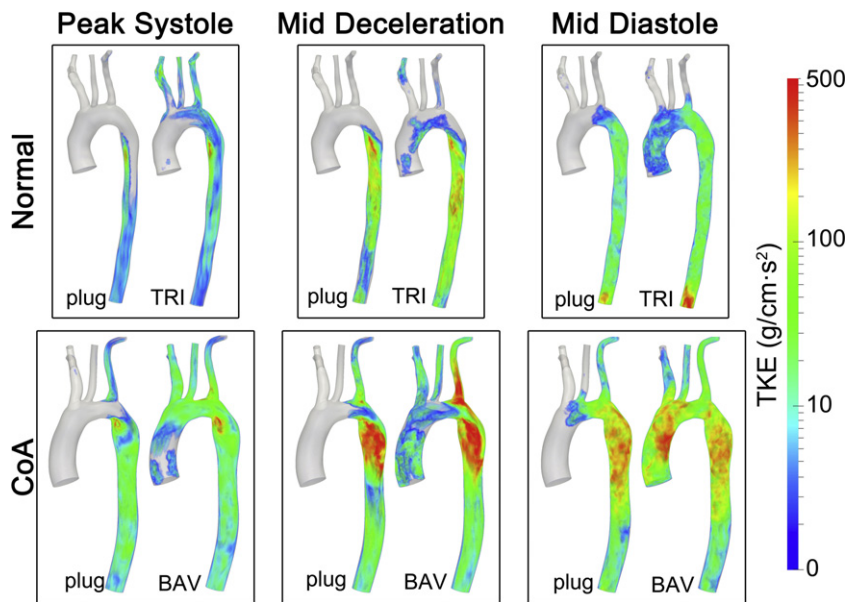 Peak Systole Mid Deceleration Mid Diastole
Normal
plug TRI
plug TRI
plug TRI
CoA
plug BAV
plug BAV
plug BAV
500
100
10
0
TKE (g/cm·s²)